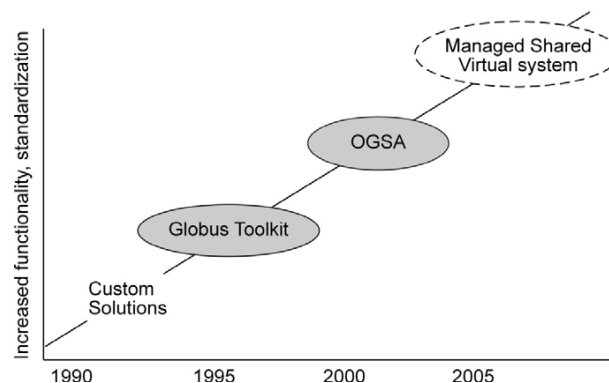 Managed Shared
Virtual system
OGSA
Globus Toolkit
Custom
Solutions
Increased functionality, standardization
1990 1995 2000 2005